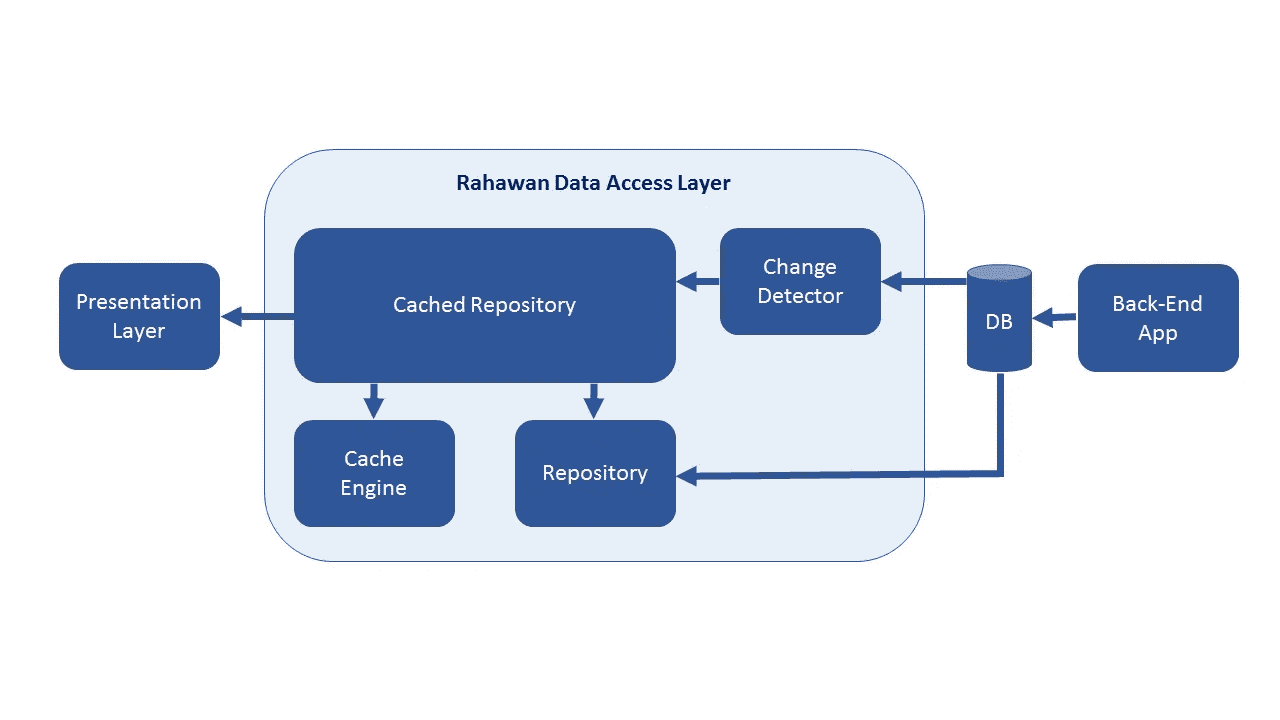 Rahawan Data Access Layer
Presentation
Layer
Cached Repository
Change
Detector
DB
Back-End
App
Cache
Engine
Repository